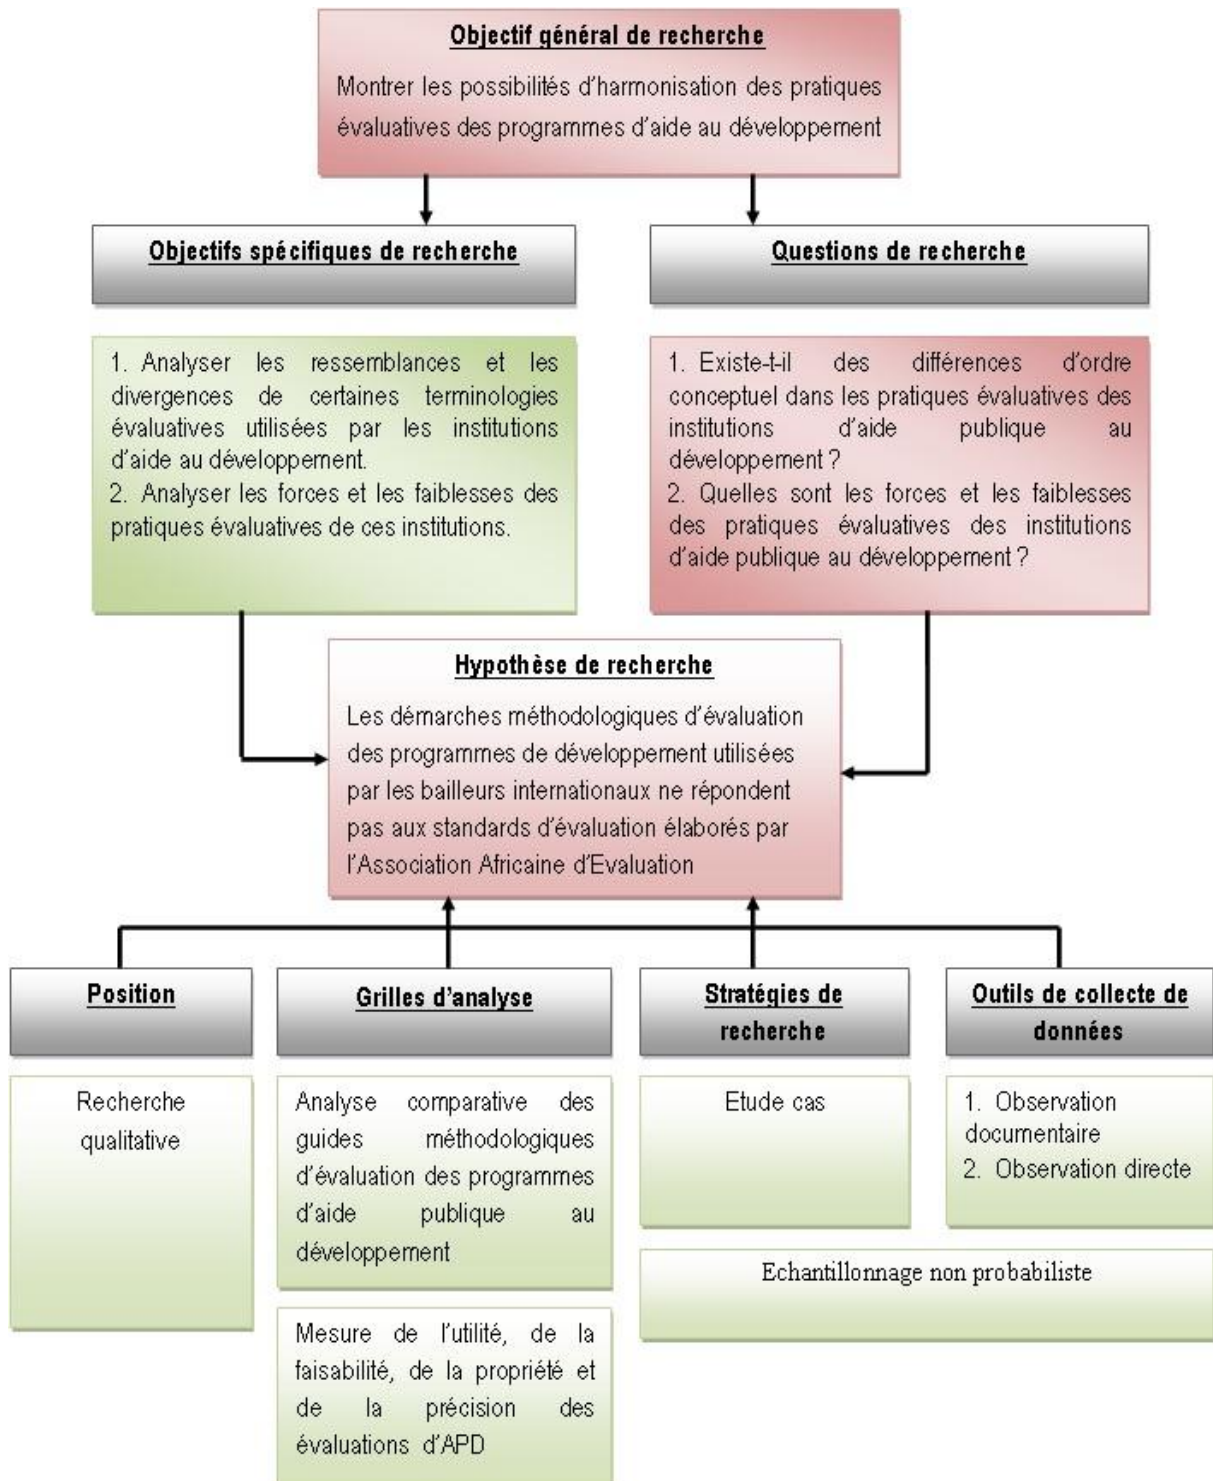 Objectif général de recherche
Montrer les possibilités d'harmonisation des pratiques
évaluatives des programmes d'aide au développement
Objectifs spécifiques de recherche
1. Analyser les ressemblances et les
divergences de certaines terminologies
évaluatives utilisées par les institutions
d'aide au développement.
2. Analyser les forces et les faiblesses des
pratiques évaluatives de ces institutions.
Questions de recherche
1. Existe-t-il des différences d'ordre
conceptuel dans les pratiques évaluatives des
institutions d'aide publique au
développement ?
2. Quelles sont les forces et les faiblesses
des pratiques évaluatives des institutions
d'aide publique au développement ?
Hypothèse de recherche
Les démarches méthodologiques d'évaluation
des programmes de développement utilisées
par les bailleurs internationaux ne répondent
pas aux standards d'évaluation élaborés par
l'Association Africaine d'Evaluation
Position
Recherche
qualitative
Grilles d'analyse
Analyse comparative des
guides méthodologiques
d'évaluation des programmes
d'aide publique au
développement
Mesure de l'utilité, de la
faisabilité, de la propriété et
de la précision des
évaluations d'APD
Stratégies de
recherche
Etude cas
Outils de collecte de
données
1. Observation
documentaire
2. Observation directe
Echantillonnage non probabiliste